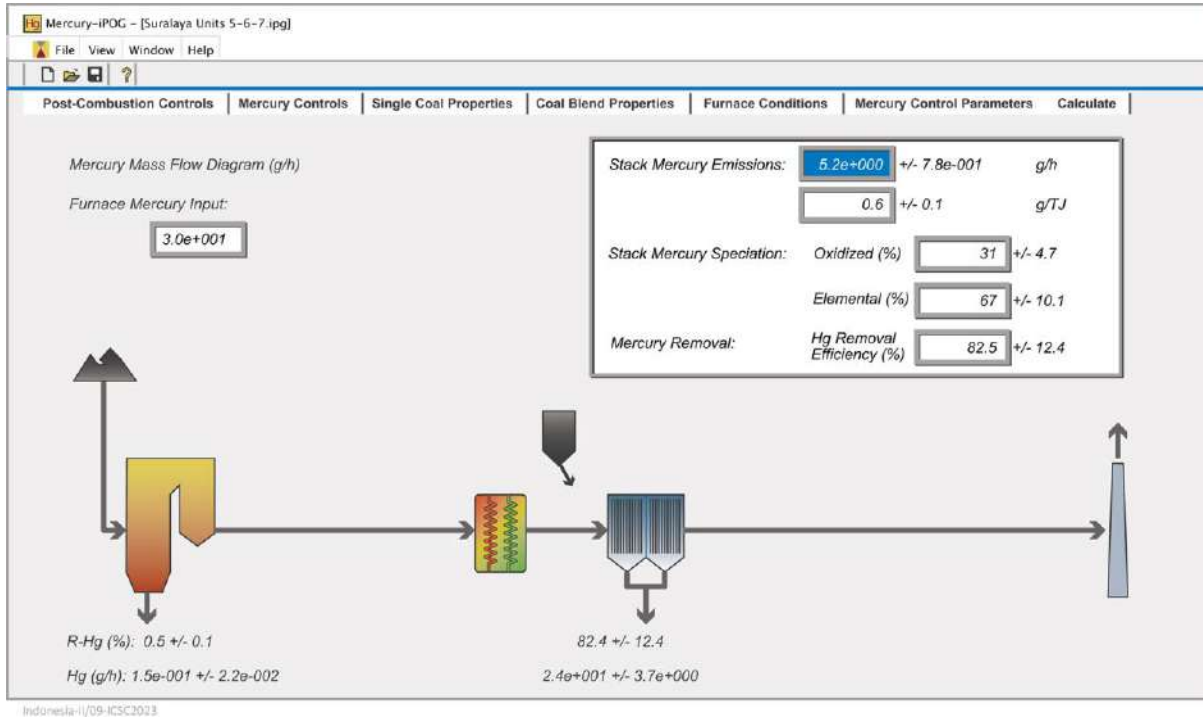 Hg Mercury-iPOG – [Suralaya Units 5-6-7.ipg]
File View Window Help
?
Post-Combustion Controls Mercury Controls Single Coal Properties Coal Blend Properties Furnace Conditions Mercury Control Parameters Calculate
Mercury Mass Flow Diagram (g/h)
Furnace Mercury Input:
3.0e+001
Stack Mercury Emissions: 5.2e+000 +/- 7.8e-001 g/h
0.6 +/- 0.1 g/TJ
Stack Mercury Speciation: Oxidized (%) 31 +/- 4.7
Elemental (%) 67 +/- 10.1
Mercury Removal: Hg Removal
Efficiency (%) 82.5 +/- 12.4
R-Hg (%): 0.5 +/- 0.1
82.4 +/- 12.4
Hg (g/h): 1.5e-001 +/- 2.2e-002
2.4e+001 +/- 3.7e+000
Indonesia-II/09-ICSC2023